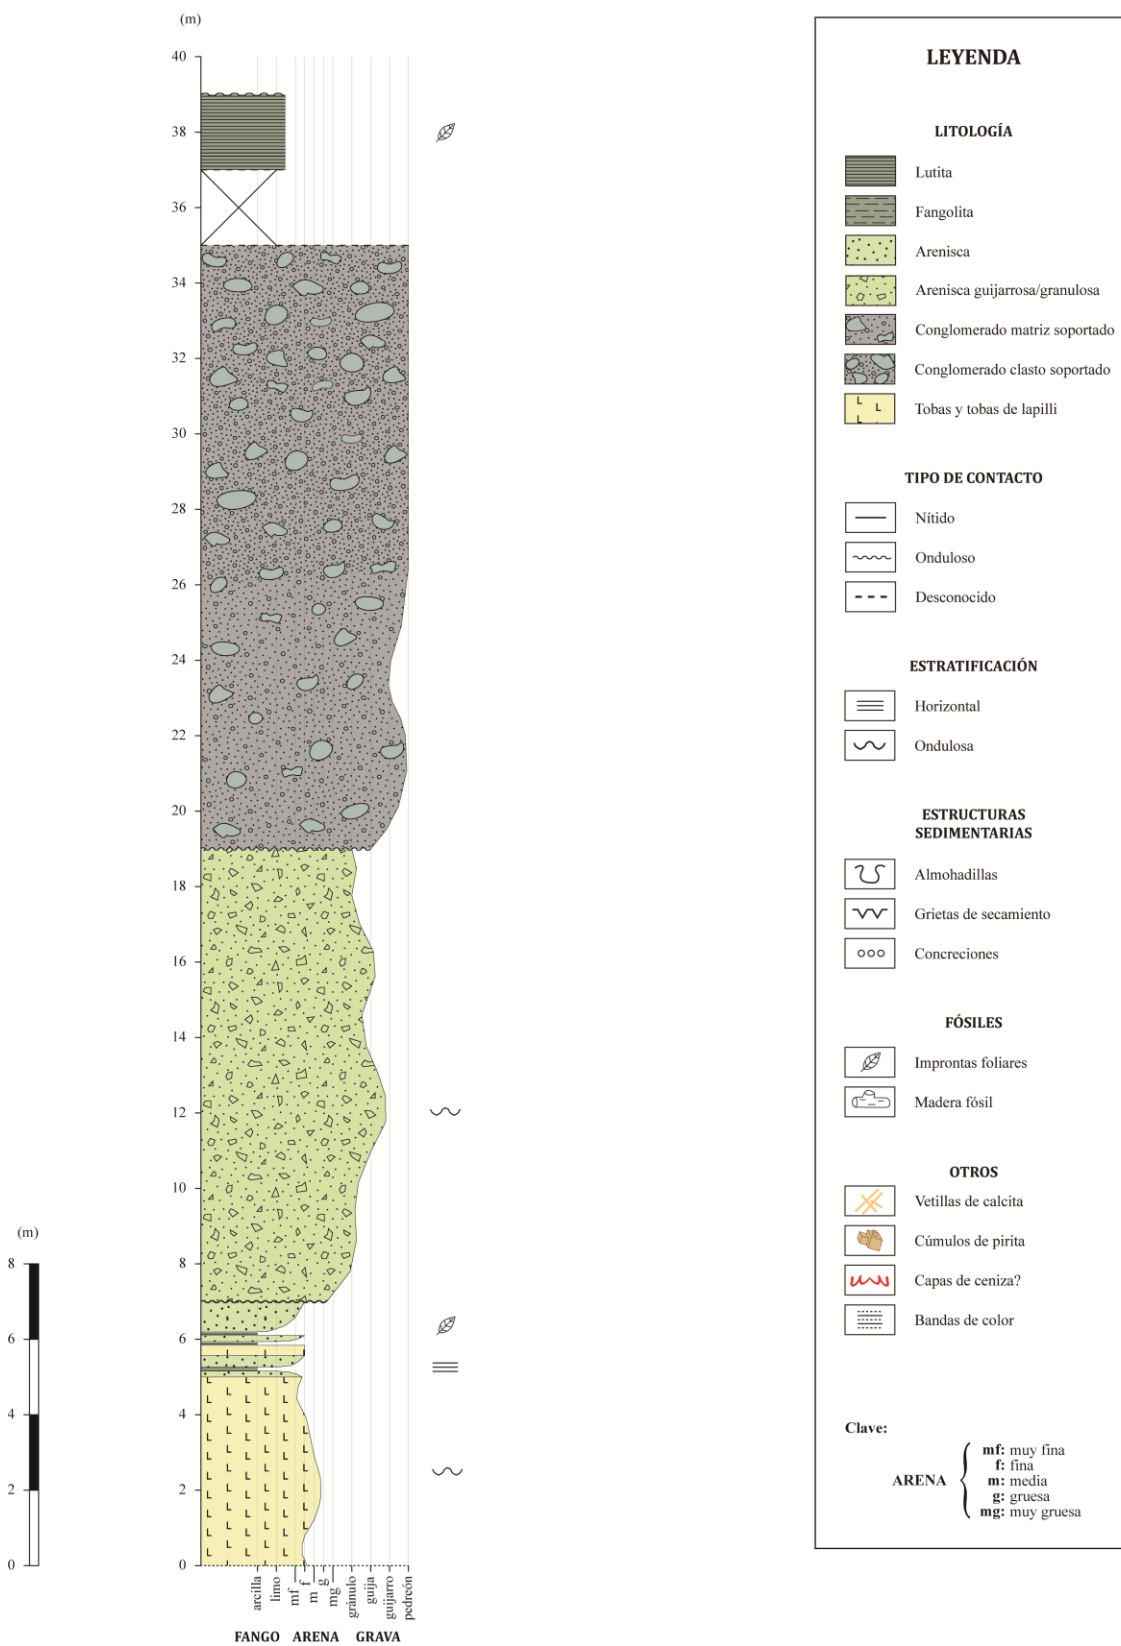 (m)
40
38
36
34
32
30
28
26
24
22
20
18
16
14
12
10
8
6
4
2
0
(m)
8
6
4
2
0
arcilla
limo
mf
f
m
g
mg
gránulo
guija
guijarro
pedreón
FANGO ARENA GRAVA
LEYENDA
LITOLOGÍA
Lutita
Fangolita
Arenisca
Arenisca guijarrosa/granulosa
Conglomerado matriz soportado
Conglomerado clasto soportado
Tobas y tobas de lapilli
TIPO DE CONTACTO
Nítido
Onduloso
Desconocido
ESTRATIFICACIÓN
Horizontal
Ondulosa
ESTRUCTURAS
SEDIMENTARIAS
Almohadillas
Grietas de secamiento
Concreciones
FÓSILES
Improntas foliares
Madera fósil
OTROS
Vetillas de calcita
Cúmulos de pirita
Capas de ceniza?
Bandas de color
Clave:
ARENA
mf: muy fina
f: fina
m: media
g: gruesa
mg: muy gruesa